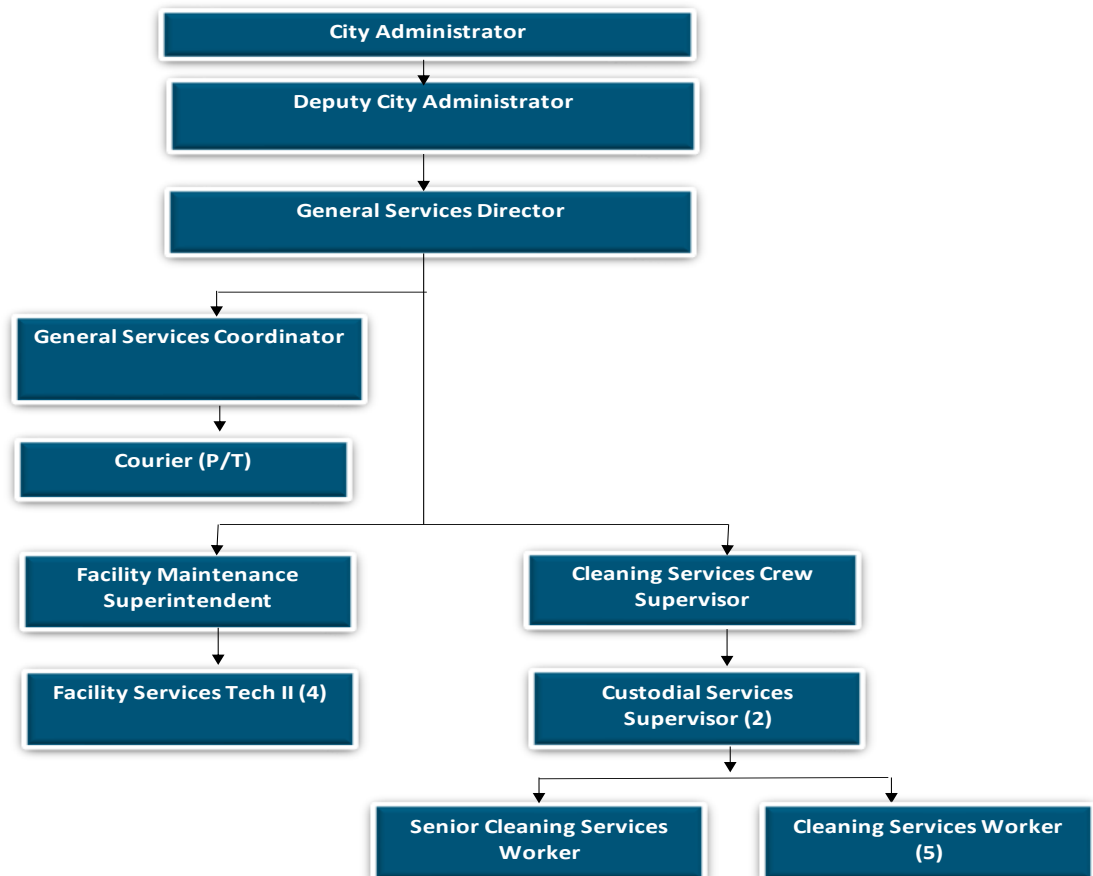 City Administrator
Deputy City Administrator
General Services Director
General Services Coordinator
Courier (P/T)
Facility Maintenance
Superintendent
Cleaning Services Crew
Supervisor
Facility Services Tech II (4)
Custodial Services
Supervisor (2)
Senior Cleaning Services
Worker
Cleaning Services Worker
(5)